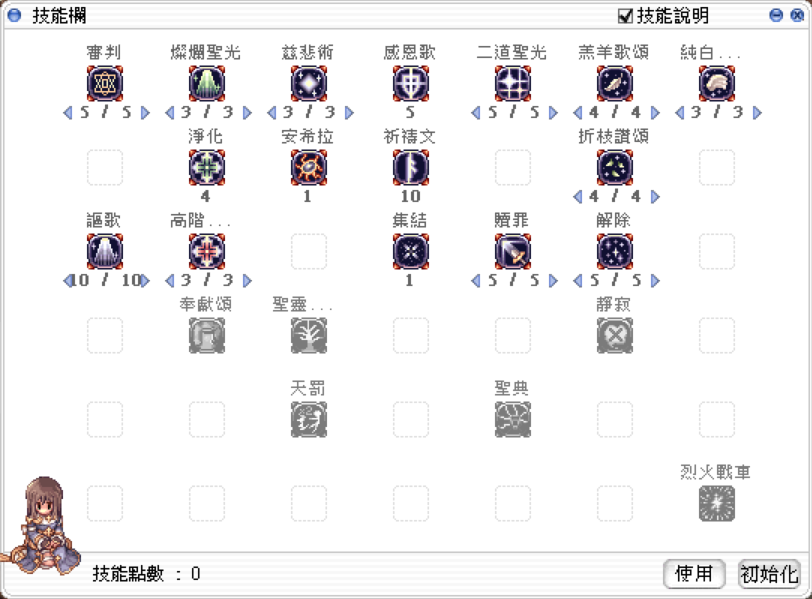 技能欄
技能說明
審判 燦爛聖光 茲悲術 感恩歌 二道聖光 羔羊歌頌 純白...
5 / 5 3 / 3 3 / 3 5 5 / 5 4 / 4 3 / 3
淨化 安希拉 祈禱文 折枝讚頌
4 1 10 4 / 4
謳歌 高階... 集結 贖罪 解除
10 / 10 3 / 3 1 5 / 5 5 / 5
奉獻頌 聖靈... 靜寂
天罰 聖典
烈火戰車
技能點數 : 0
使用 初始化